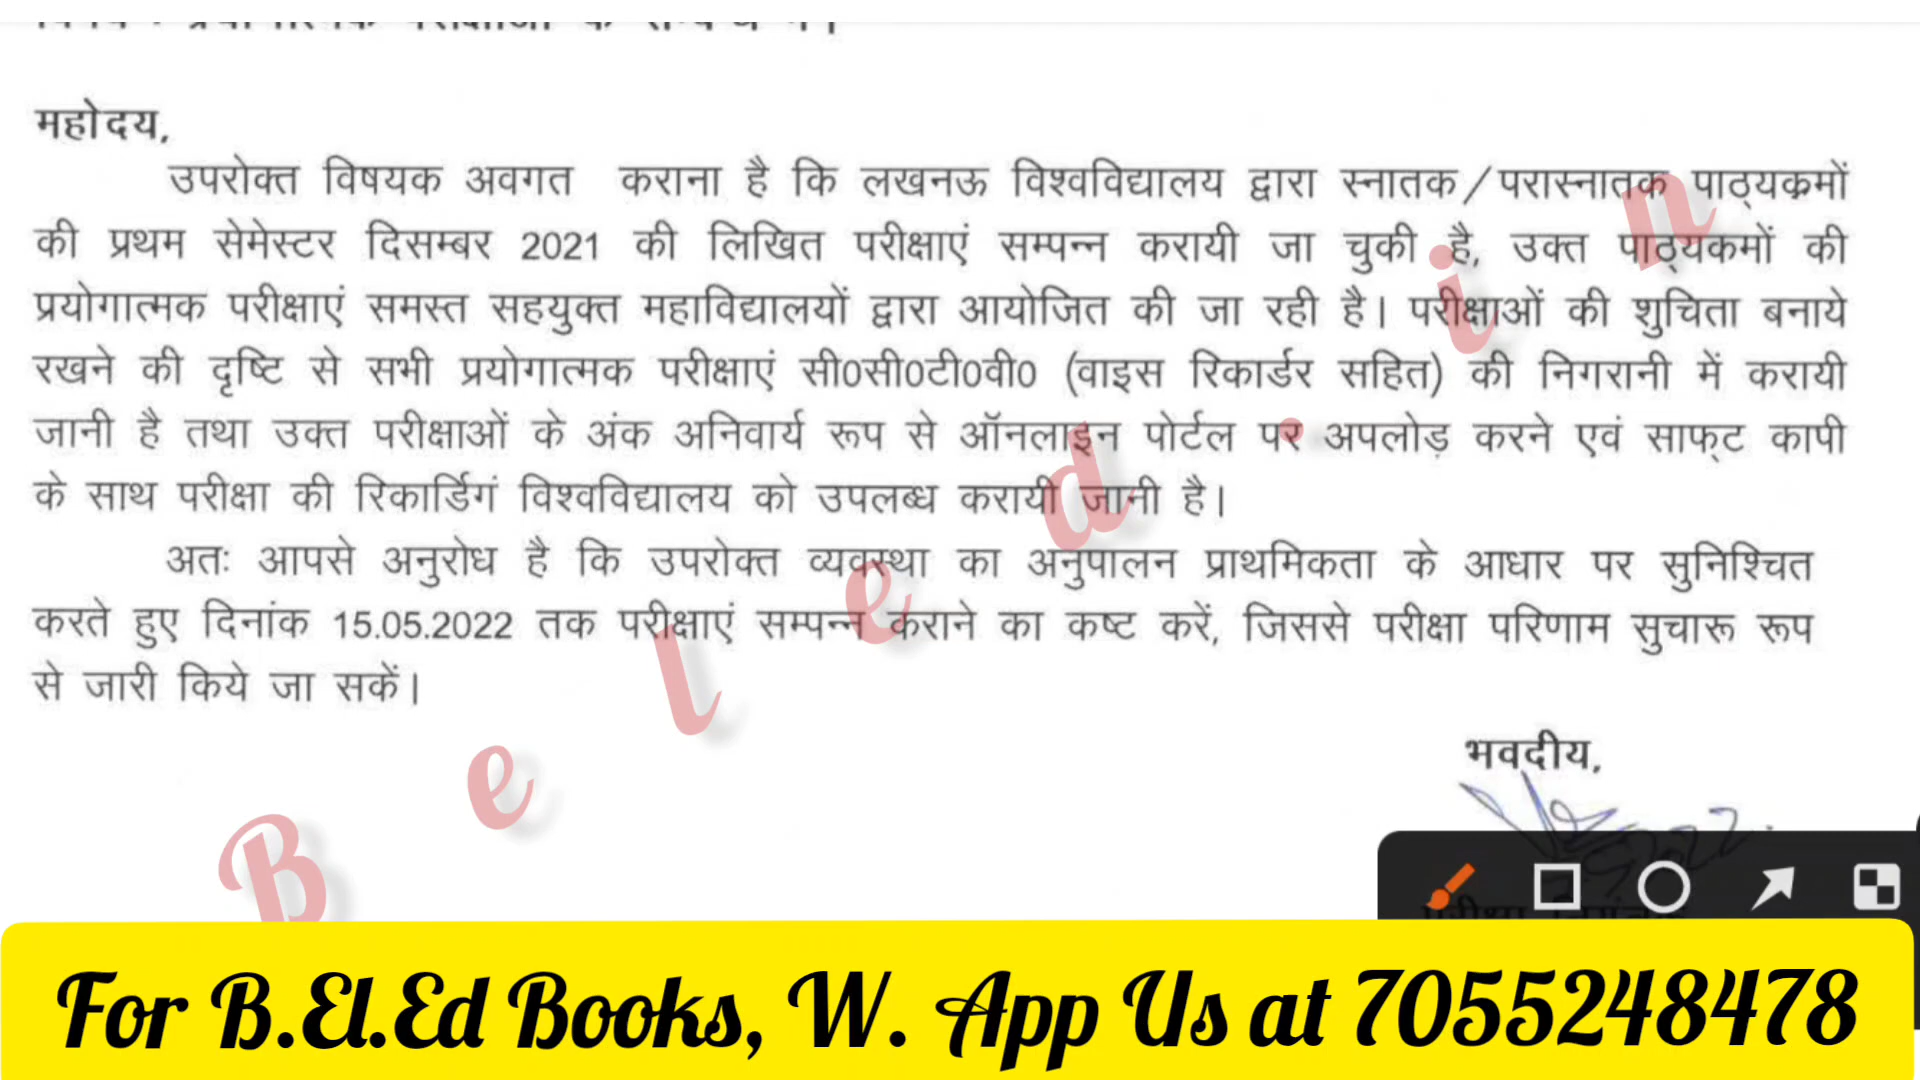 महोदय,
उपरोक्त विषयक अवगत कराना है कि लखनऊ विश्वविद्यालय द्वारा स्नातक/परास्नातक पाठ्यकमों
की प्रथम सेमेस्टर दिसम्बर 2021 की लिखित परीक्षाएं सम्पन्न करायी जा चुकी है, उक्त पाठ्यकमों की
प्रयोगात्मक परीक्षाएं समस्त सहयुक्त महाविद्यालयों द्वारा आयोजित की जा रही है। परीक्षाओं की शुचिता बनाये
रखने की दृष्टि से सभी प्रयोगात्मक परीक्षाएं सी0सी0टी0वी0 (वाइस रिकार्डर सहित) की निगरानी में करायी
जानी है तथा उक्त परीक्षाओं के अंक अनिवार्य रूप से ऑनलाइन पोर्टल पर अपलोड़ करने एवं साफ्ट कापी
के साथ परीक्षा की रिकार्डिगं विश्वविद्यालय को उपलब्ध करायी जानी है।
अतः आपसे अनुरोध है कि उपरोक्त व्यवस्था का अनुपालन प्राथमिकता के आधार पर सुनिश्चित
करते हुए दिनांक 15.05.2022 तक परीक्षाएं सम्पन्न कराने का कष्ट करें, जिससे परीक्षा परिणाम सुचारू रूप
से जारी किये जा सकें।
भवदीय,
Beled.in
For B.El.Ed Books, W. App Us at 7055248478